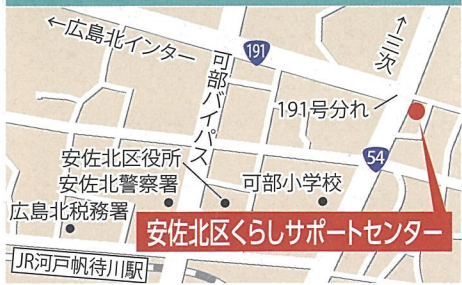 ←広島北インター
191
可部バイパス
↑三次
191号分れ
54
安佐北区役所
安佐北警察署
可部小学校
広島北税務署
安佐北区くらしサポートセンター
JR河戸帆待川駅